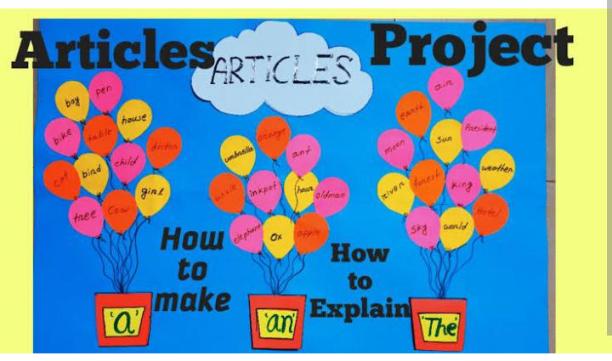 Articles Project
ARTICLES
pen
house
bike
table
doctor
child
cat
bird
girl
tree
cow
'a'
orange
umbrella
ant
inkpot
hour
oldman
elephant
ox
apple
'an'
air
earth
President
sun
moon
weather
river
forest
king
Hotel
sky
world
'The'
How
to
make
How
to
Explain